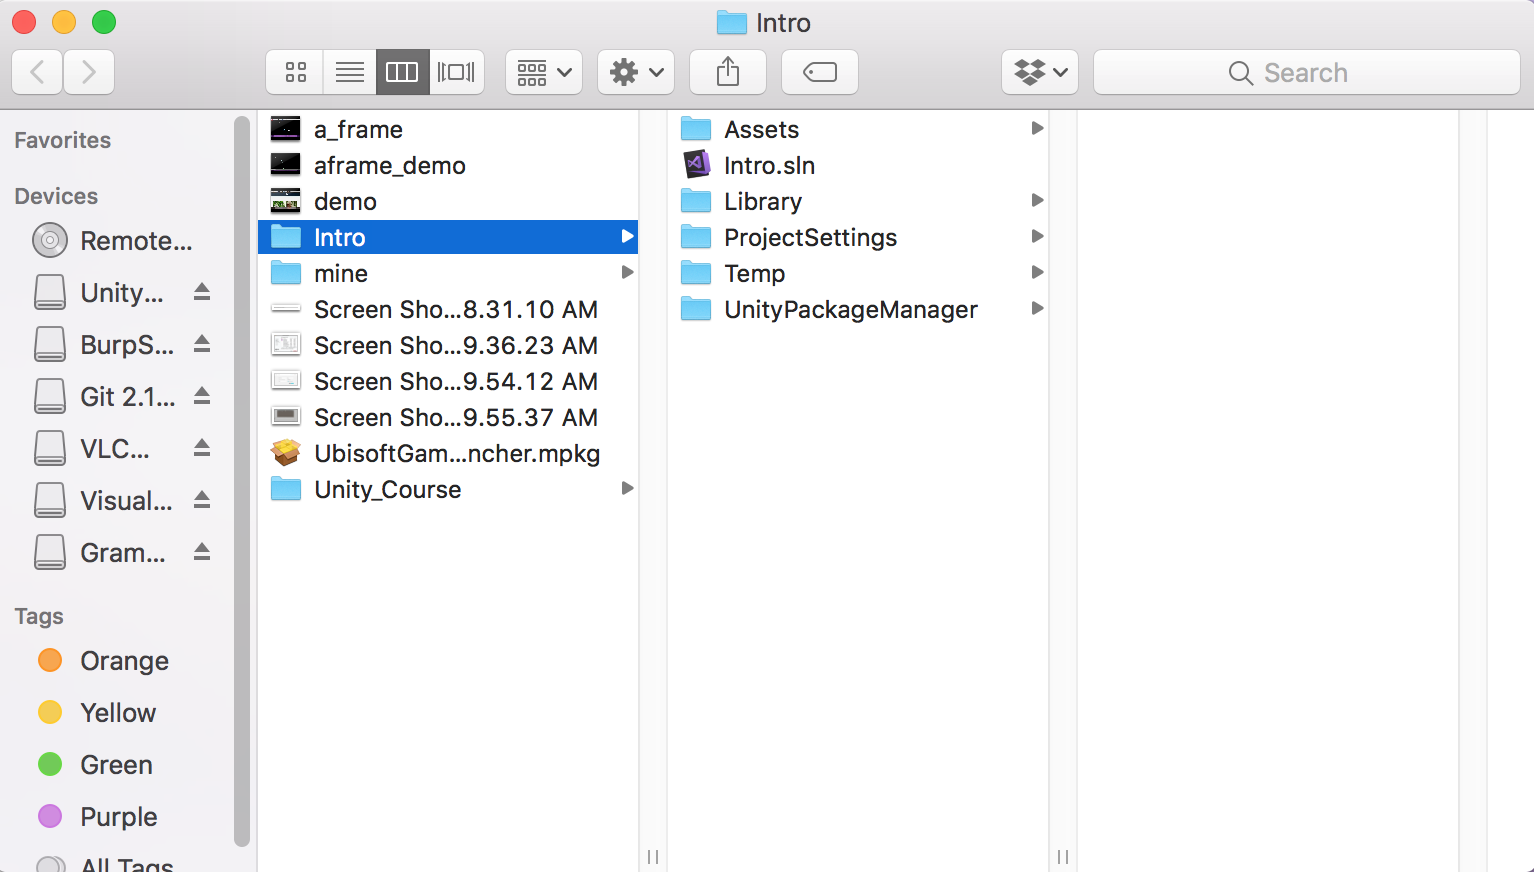 Intro
Search
Favorites
Devices
Remote...
Unity...
BurpS...
Git 2.1...
VLC...
Visual...
Gram...
Tags
Orange
Yellow
Green
Purple
All Tags
a_frame
aframe_demo
demo
Intro
mine
Screen Sho...8.31.10 AM
Screen Sho...9.36.23 AM
Screen Sho...9.54.12 AM
Screen Sho...9.55.37 AM
UbisoftGam...ncher.mpkg
Unity_Course
Assets
Intro.sln
Library
ProjectSettings
Temp
UnityPackageManager